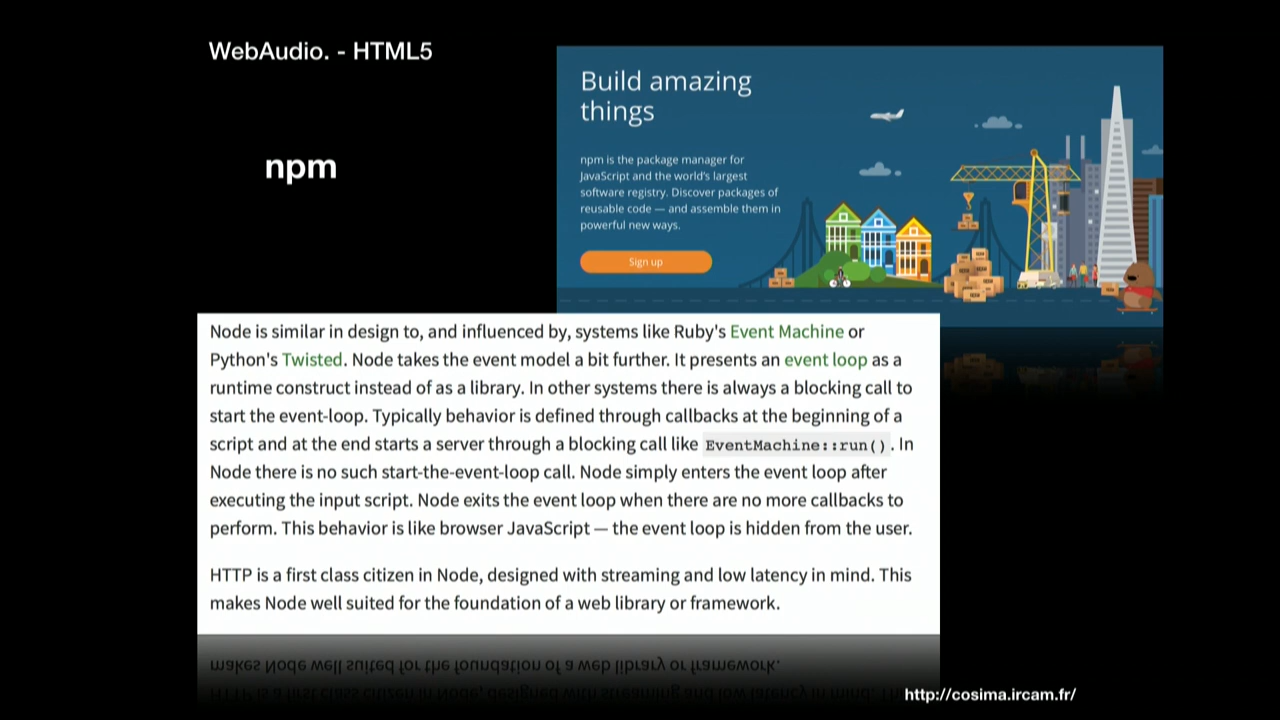 WebAudio. - HTML5
npm
Build amazing
things
npm is the package manager for
JavaScript and the world's largest
software registry. Discover packages of
reusable code — and assemble them in
powerful new ways.
Sign up
Node is similar in design to, and influenced by, systems like Ruby's Event Machine or
Python's Twisted. Node takes the event model a bit further. It presents an event loop as a
runtime construct instead of as a library. In other systems there is always a blocking call to
start the event-loop. Typically behavior is defined through callbacks at the beginning of a
script and at the end starts a server through a blocking call like EventMachine::run(). In
Node there is no such start-the-event-loop call. Node simply enters the event loop after
executing the input script. Node exits the event loop when there are no more callbacks to
perform. This behavior is like browser JavaScript — the event loop is hidden from the user.
HTTP is a first class citizen in Node, designed with streaming and low latency in mind. This
makes Node well suited for the foundation of a web library or framework.
http://cosima.ircam.fr/